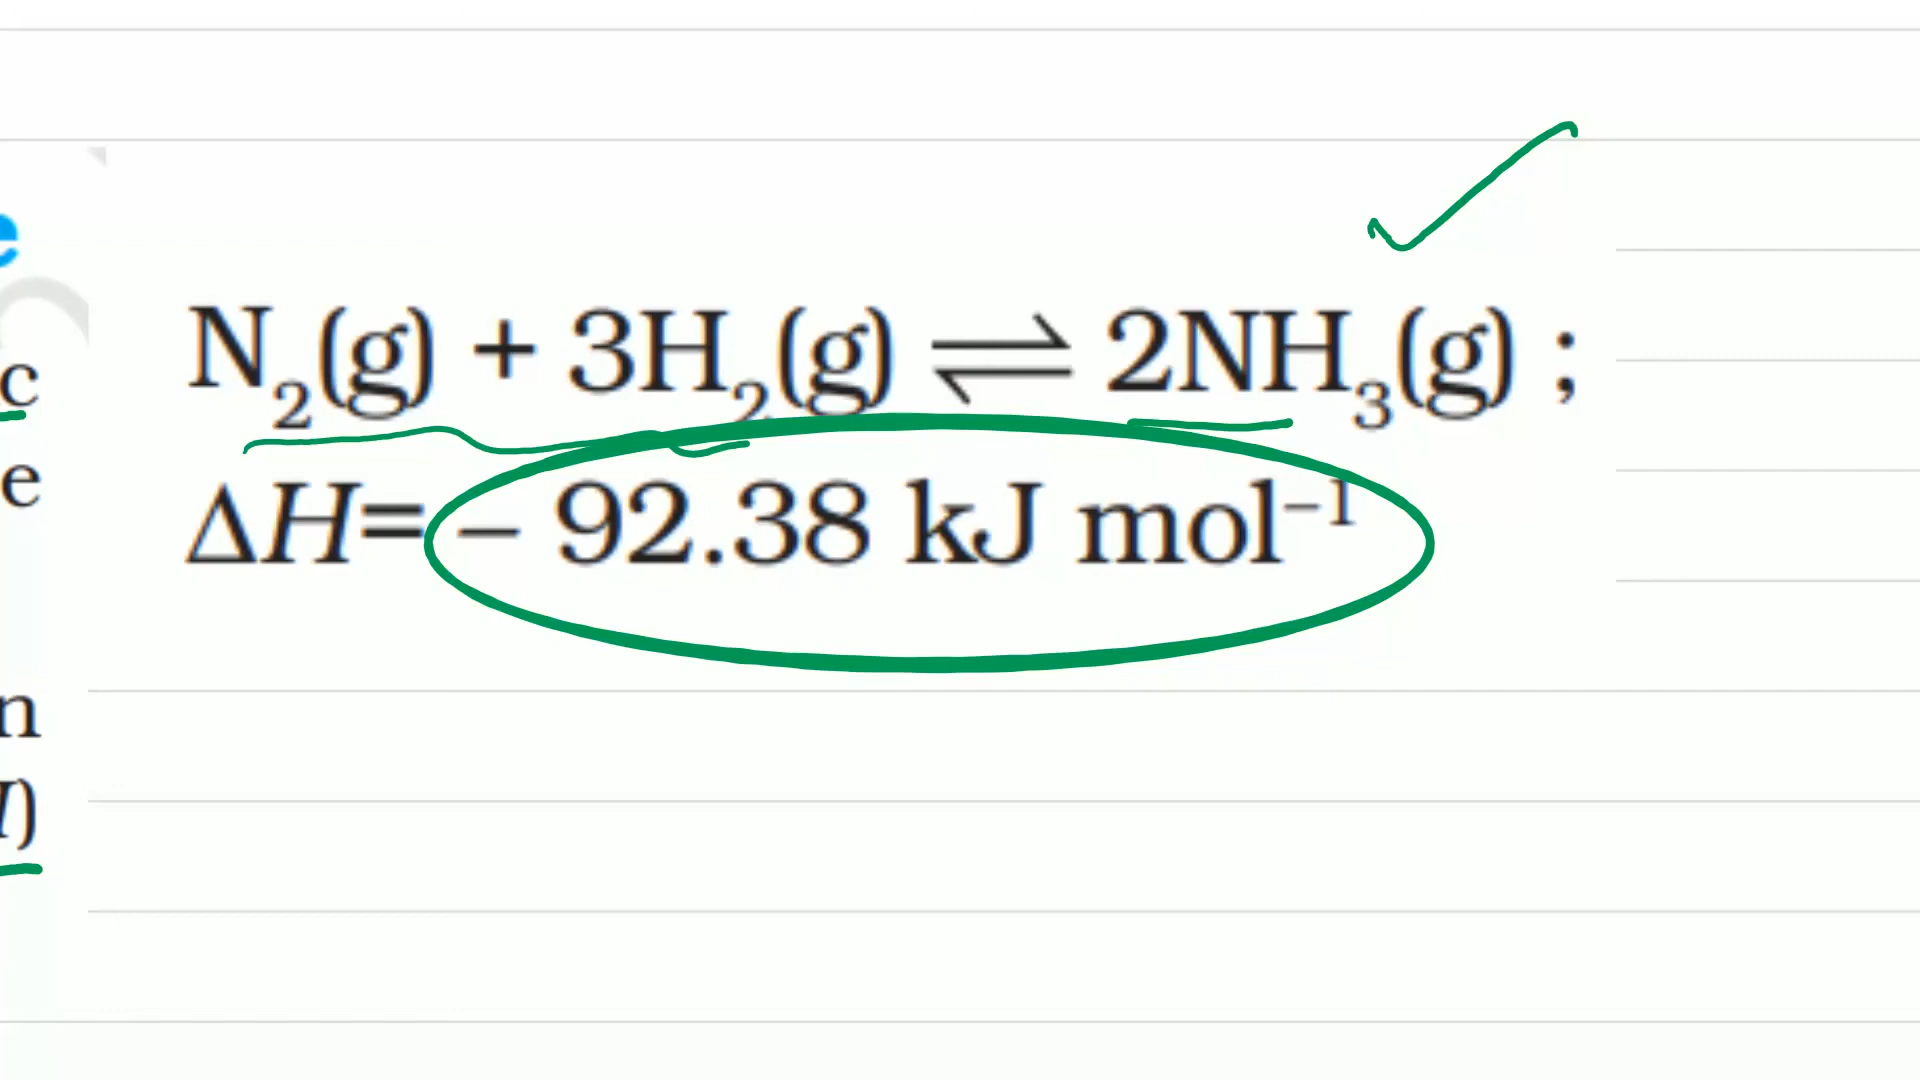 N₂(g) + 3H₂(g) ⇌ 2NH₃(g) ;
ΔH= – 92.38 kJ mol⁻¹
c
e
n
)